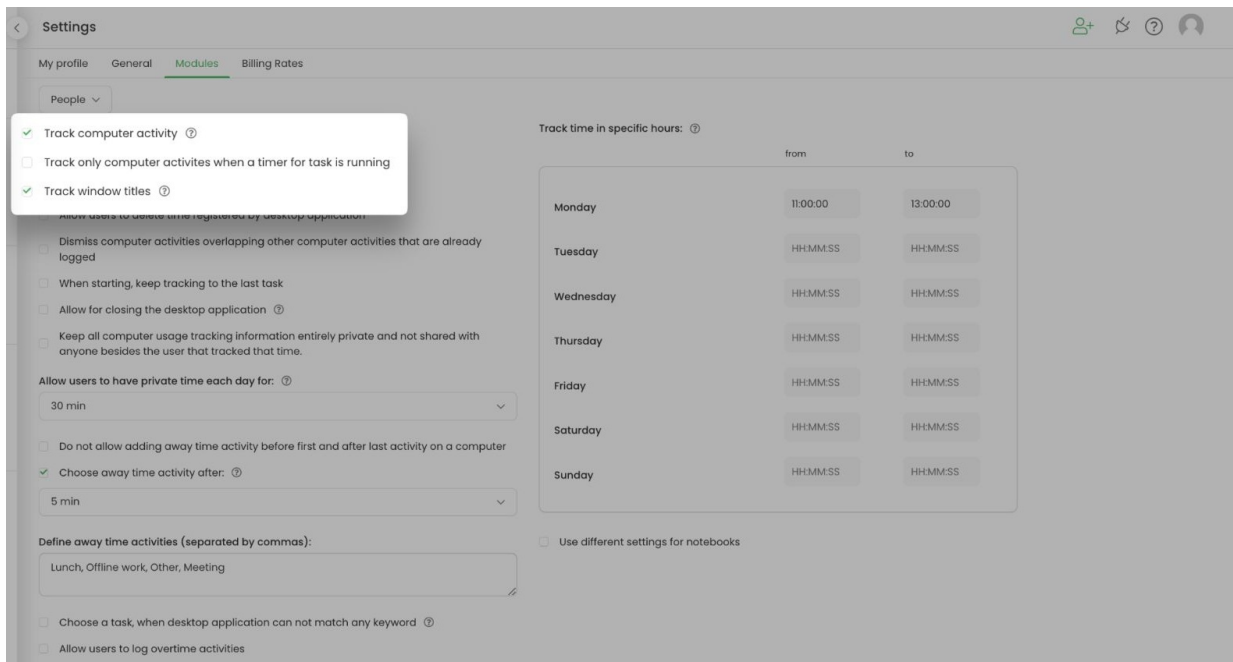 Settings
My profile General Modules Billing Rates
People
Track computer activity
Track only computer activites when a timer for task is running
Track window titles
Allow users to delete time registered by desktop application
Dismiss computer activities overlapping other computer activities that are already
logged
When starting, keep tracking to the last task
Allow for closing the desktop application
Keep all computer usage tracking information entirely private and not shared with
anyone besides the user that tracked that time.
Allow users to have private time each day for:
30 min
Do not allow adding away time activity before first and after last activity on a computer
Choose away time activity after:
5 min
Define away time activities (separated by commas):
Lunch, Offline work, Other, Meeting
Choose a task, when desktop application can not match any keyword
Allow users to log overtime activities
Track time in specific hours:
from to
Monday 11:00:00 13:00:00
Tuesday HH:MM:SS HH:MM:SS
Wednesday HH:MM:SS HH:MM:SS
Thursday HH:MM:SS HH:MM:SS
Friday HH:MM:SS HH:MM:SS
Saturday HH:MM:SS HH:MM:SS
Sunday HH:MM:SS HH:MM:SS
Use different settings for notebooks